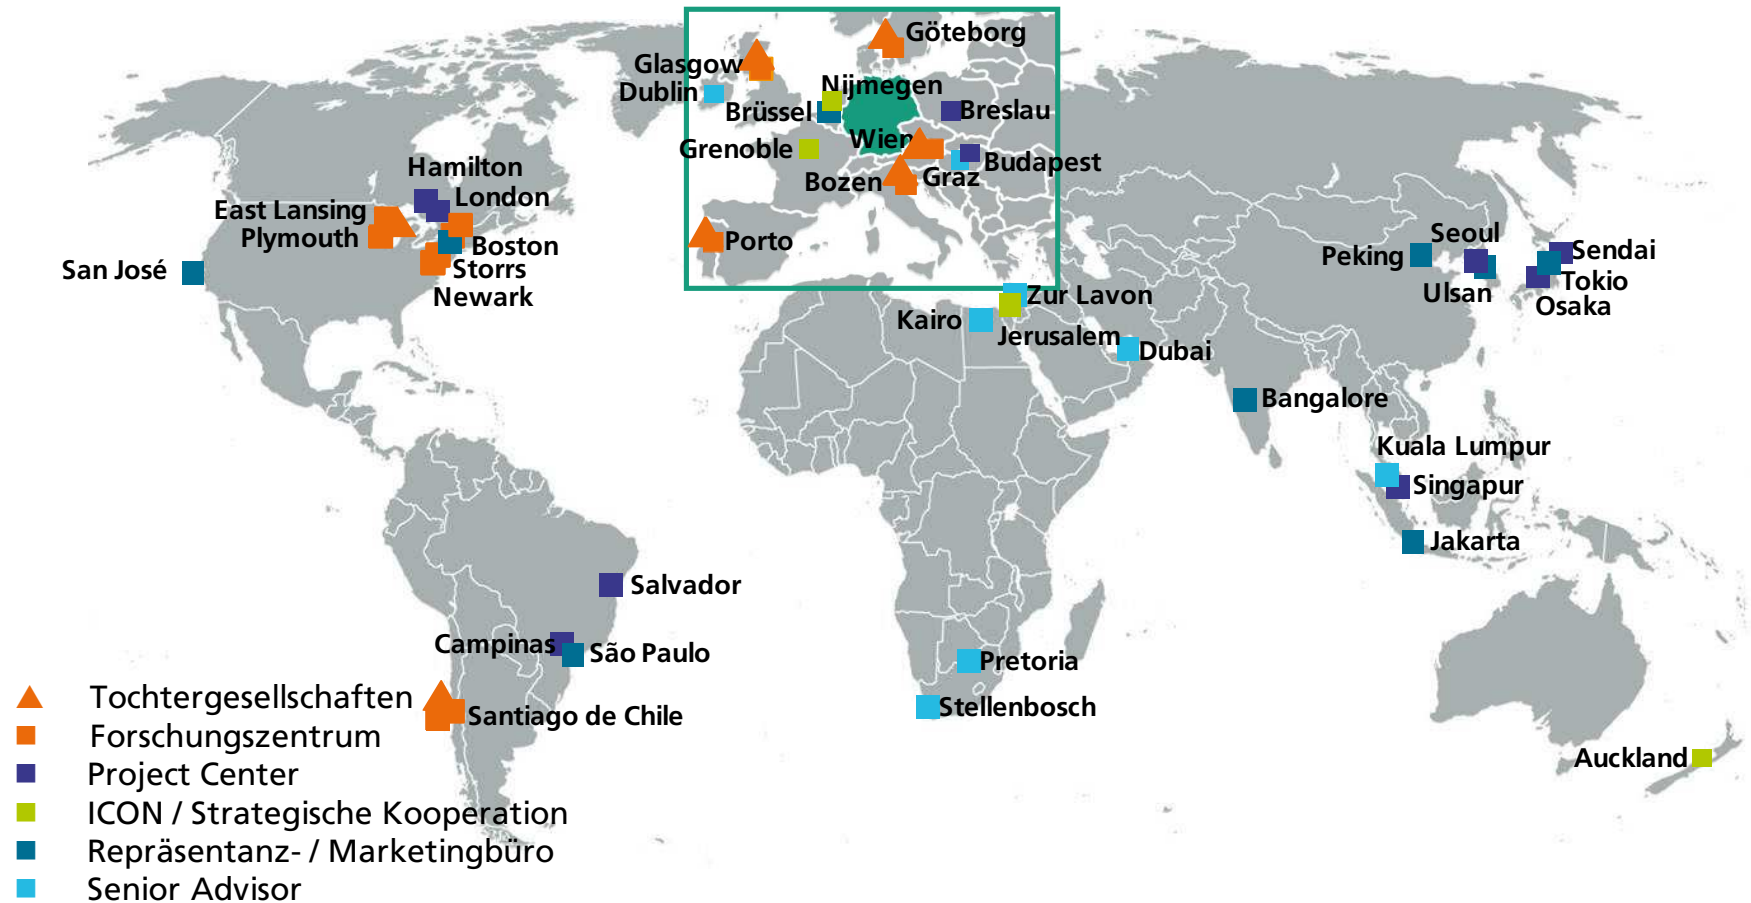 Göteborg
Glasgow
Dublin
Nijmegen
Brüssel
Breslau
Wien
Grenoble
Budapest
Bozen
Graz
Porto
Hamilton
London
East Lansing
Plymouth
Boston
San José
Storrs
Newark
Zur Lavon
Kairo
Jerusalem
Dubai
Seoul
Sendai
Peking
Tokio
Ulsan
Osaka
Bangalore
Kuala Lumpur
Singapur
Jakarta
Salvador
Campinas
São Paulo
Pretoria
Stellenbosch
Santiago de Chile
Auckland
Tochtergesellschaften
Forschungszentrum
Project Center
ICON / Strategische Kooperation
Repräsentanz- / Marketingbüro
Senior Advisor